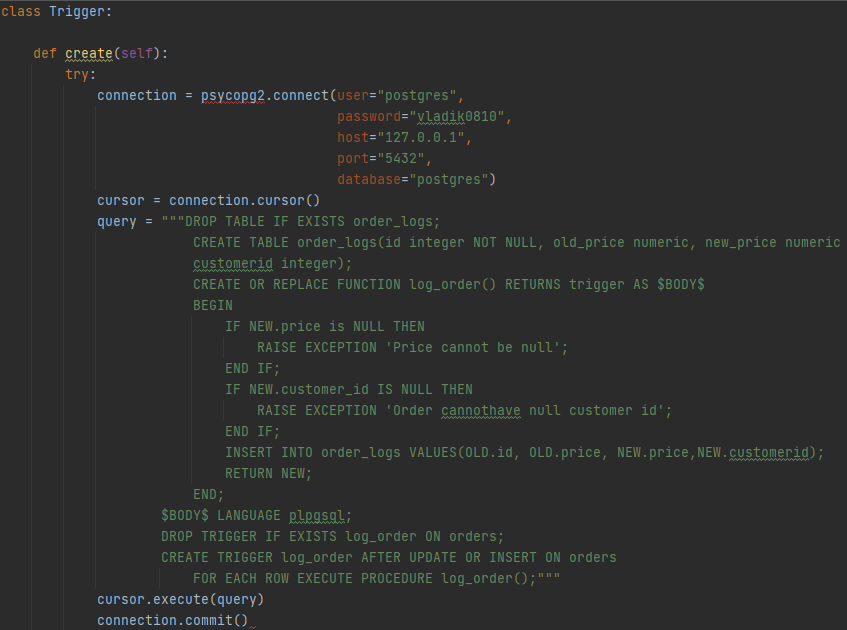 class Trigger:
def create(self):
try:
connection = psycopg2.connect(user="postgres",
password="vladik0810",
host="127.0.0.1",
port="5432",
database="postgres")
cursor = connection.cursor()
query = """DROP TABLE IF EXISTS order_logs;
CREATE TABLE order_logs(id integer NOT NULL, old_price numeric, new_price numeric
customerid integer);
CREATE OR REPLACE FUNCTION log_order() RETURNS trigger AS $BODY$
BEGIN
IF NEW.price is NULL THEN
RAISE EXCEPTION 'Price cannot be null';
END IF;
IF NEW.customer_id IS NULL THEN
RAISE EXCEPTION 'Order cannothave null customer id';
END IF;
INSERT INTO order_logs VALUES(OLD.id, OLD.price, NEW.price,NEW.customerid);
RETURN NEW;
END;
$BODY$ LANGUAGE plpgsql;
DROP TRIGGER IF EXISTS log_order ON orders;
CREATE TRIGGER log_order AFTER UPDATE OR INSERT ON orders
FOR EACH ROW EXECUTE PROCEDURE log_order();"""
cursor.execute(query)
connection.commit()